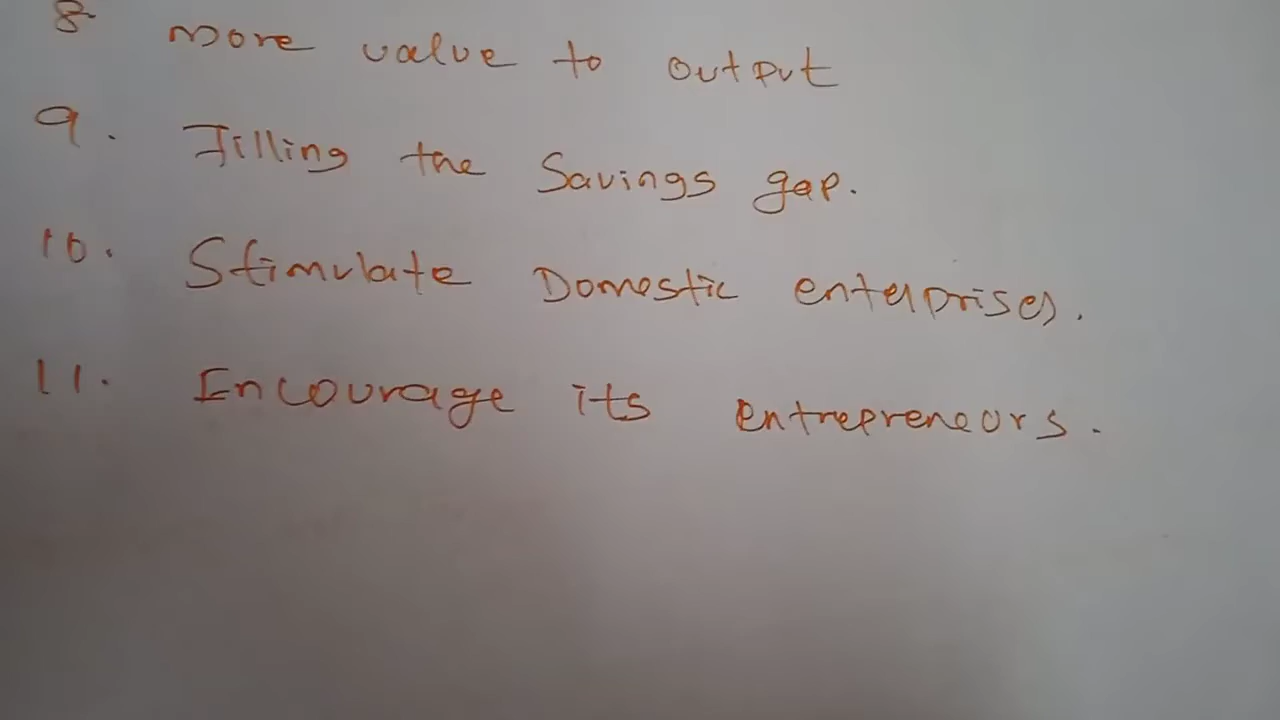 8 More value to output
9. Filling the Savings gap.
10. Stimulate Domestic enterprises.
11. Encourage its entrepreneurs.